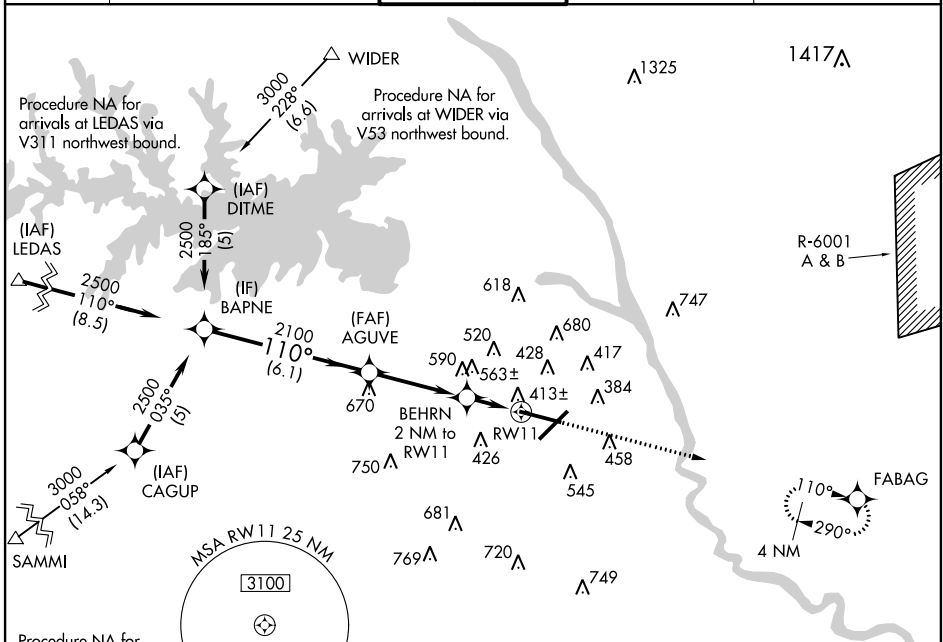 WIDER
1325
1417
3000
228°
(6.6)
Procedure NA for
arrivals at LEDAS via
V311 northwest bound.
Procedure NA for
arrivals at WIDER via
V53 northwest bound.
(IAF)
DITME
2500
185°
(5)
(IAF)
LEDAS
2500
110°
(8.5)
R-6001
A & B
(IF)
BAPNE
2100
110°
(6.1)
(FAF)
AGUVE
618
747
680
520
590
563±
428
417
413±
384
670
BEHRN
2 NM to
RW11
RW11
426
458
750
545
2500
035°
(5)
(IAF)
CAGUP
3000
058°
(14.3)
SAMMI
FABAG
110°
290°
4 NM
681
769
720
749
MSA RW11 25 NM
3100
Procedure NA for